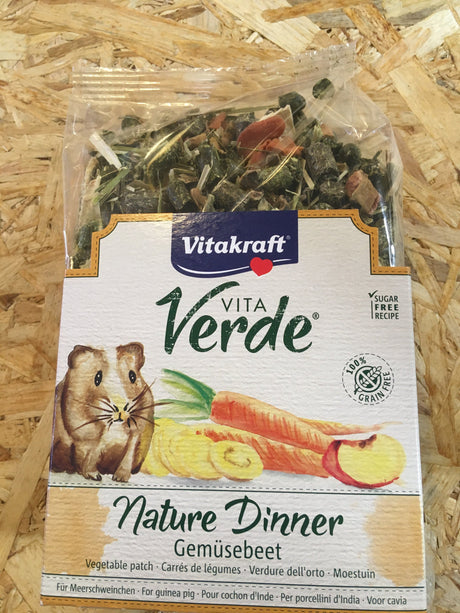 Vitakraft
VITA
Verde®
SUGAR
FREE
RECIPE
100%
GRAIN FREE
Nature Dinner
Gemüsebeet
Vegetable patch · Carrés de légumes · Verdure dell'orto · Moestuin
Für Meerschweinchen · For guinea pig · Pour cochon d'Inde · Per porcellini d'India · Voor cavia